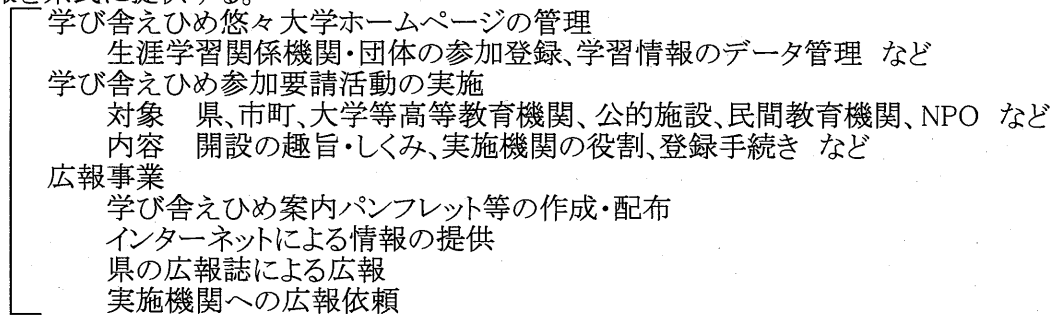 学び舎えひめ悠々大学ホームページの管理
生涯学習関係機関・団体の参加登録、学習情報のデータ管理 など
学び舎えひめ参加要請活動の実施
対象 県、市町、大学等高等教育機関、公的施設、民間教育機関、NPO など
内容 開設の趣旨・しくみ、実施機関の役割、登録手続き など
広報事業
学び舎えひめ案内パンフレット等の作成・配布
インターネットによる情報の提供
県の広報誌による広報
実施機関への広報依頼